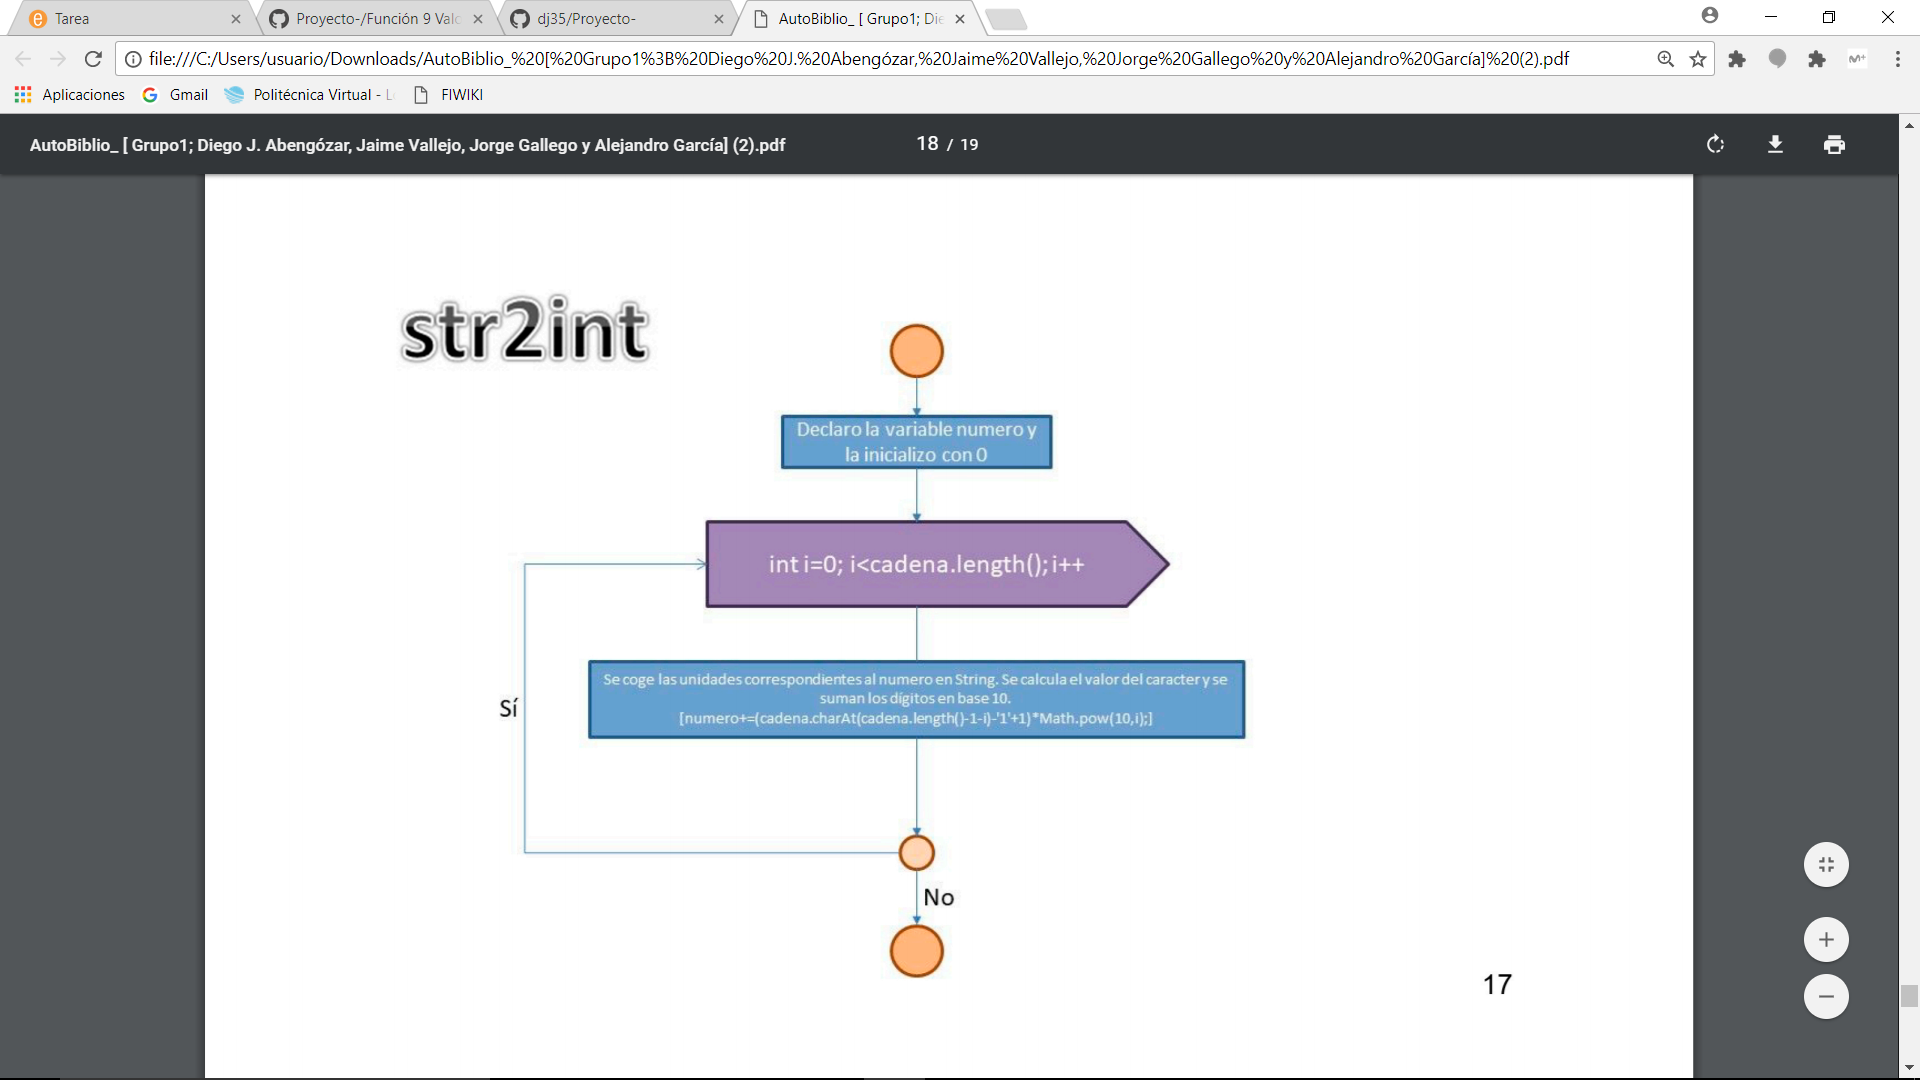 Tarea
Proyecto-/Función 9 Valo
dj35/Proyecto-
AutoBiblio_ [ Grupo1; Die
file:///C:/Users/usuario/Downloads/AutoBiblio_%20[%20Grupo1%3B%20Diego%20J.%20Abengózar,%20Jaime%20Vallejo,%20Jorge%20Gallego%20y%20Alejandro%20García]%20(2).pdf
Aplicaciones
Gmail
Politécnica Virtual - L
FIWIKI
AutoBiblio_ [ Grupo1; Diego J. Abengózar, Jaime Vallejo, Jorge Gallego y Alejandro García] (2).pdf
18 / 19
str2int
Declaro la variable numero y
la inicializo con 0
int i=0; i<cadena.length(); i++
Se coge las unidades correspondientes al numero en String. Se calcula el valor del caracter y se
suman los dígitos en base 10.
[numero+=(cadena.charAt(cadena.length()-1-i)-'1'+1)*Math.pow(10,i);]
Sí
No
17